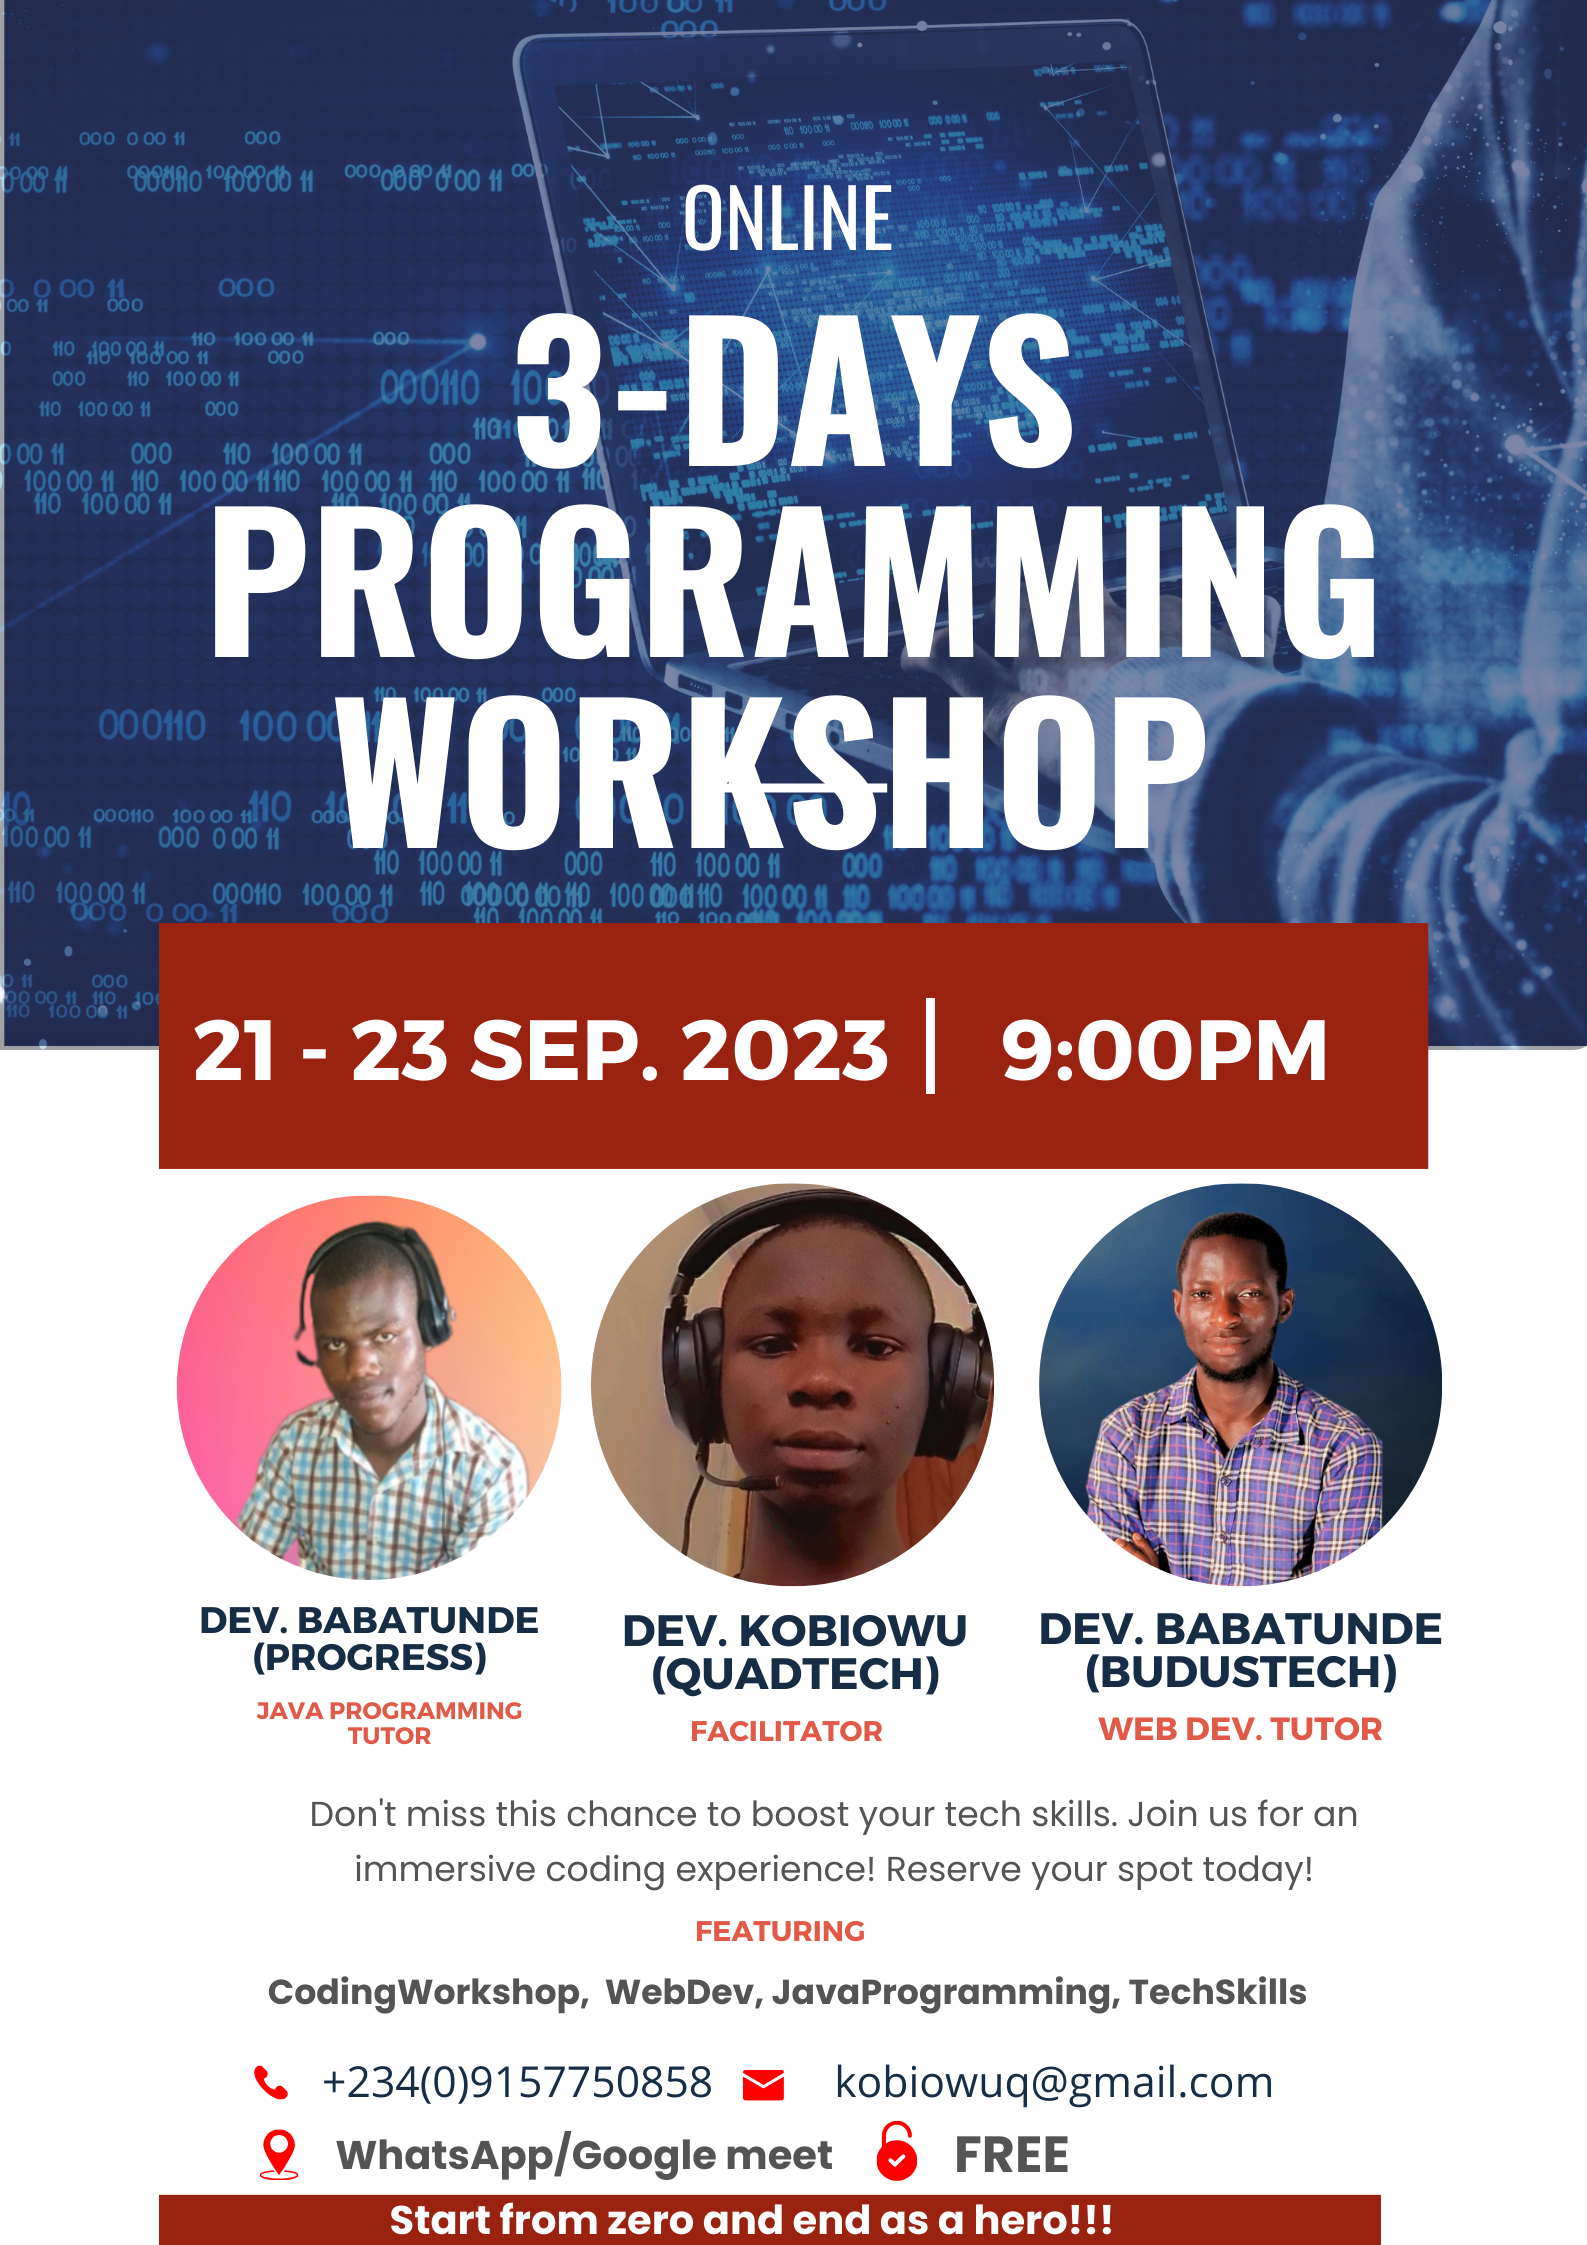 ONLINE
3-DAYS
PROGRAMMING
WORKSHOP
21 - 23 SEP. 2023 | 9:00PM
DEV. BABATUNDE
(PROGRESS)
JAVA PROGRAMMING
TUTOR
DEV. KOBIOWU
(QUADTECH)
FACILITATOR
DEV. BABATUNDE
(BUDUSTECH)
WEB DEV. TUTOR
Don't miss this chance to boost your tech skills. Join us for an
immersive coding experience! Reserve your spot today!
FEATURING
CodingWorkshop,  WebDev, JavaProgramming, TechSkills
+234(0)9157750858 kobiowuq@gmail.com
WhatsApp/Google meet FREE
Start from zero and end as a hero!!!